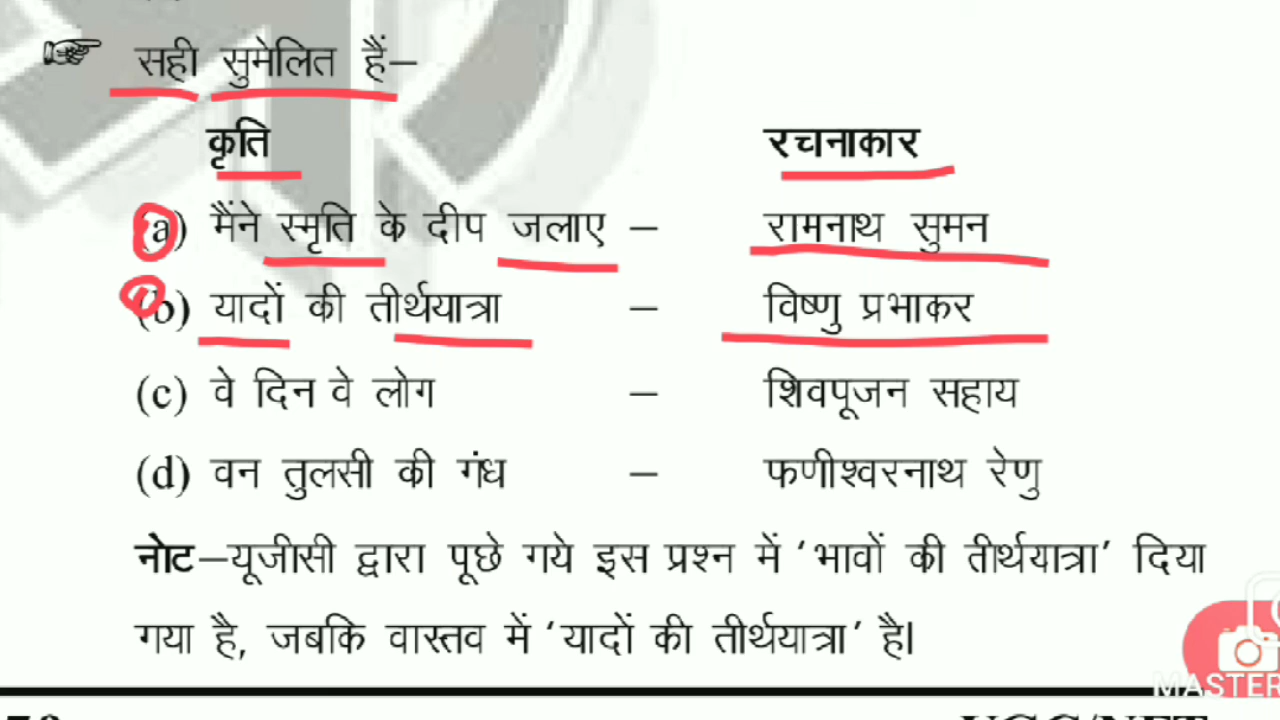 सही सुमेलित हैं–
कृति रचनाकार
(a) मैंने स्मृति के दीप जलाए – रामनाथ सुमन
(b) यादों की तीर्थयात्रा – विष्णु प्रभाकर
(c) वे दिन वे लोग – शिवपूजन सहाय
(d) वन तुलसी की गंध – फणीश्वरनाथ रेणु
नोट–यूजीसी द्वारा पूछे गये इस प्रश्न में ‘भावों की तीर्थयात्रा’ दिया
गया है, जबकि वास्तव में ‘यादों की तीर्थयात्रा’ है।
MASTER